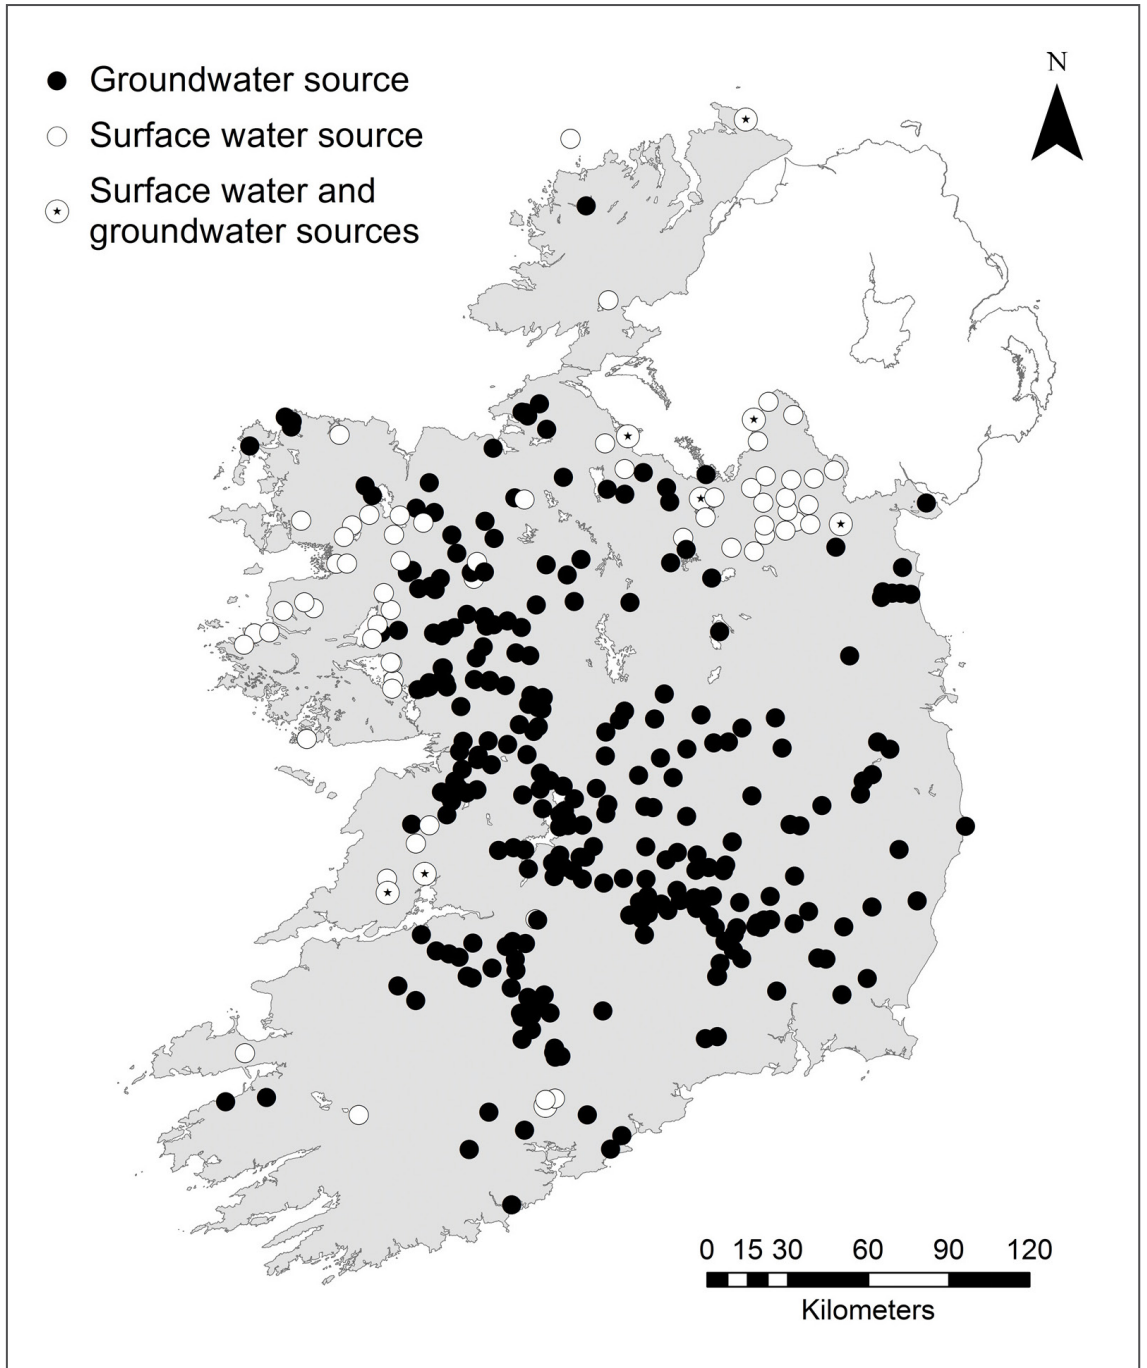 Groundwater source
Surface water source
Surface water and
groundwater sources
N
0 15 30 60 90 120
Kilometers